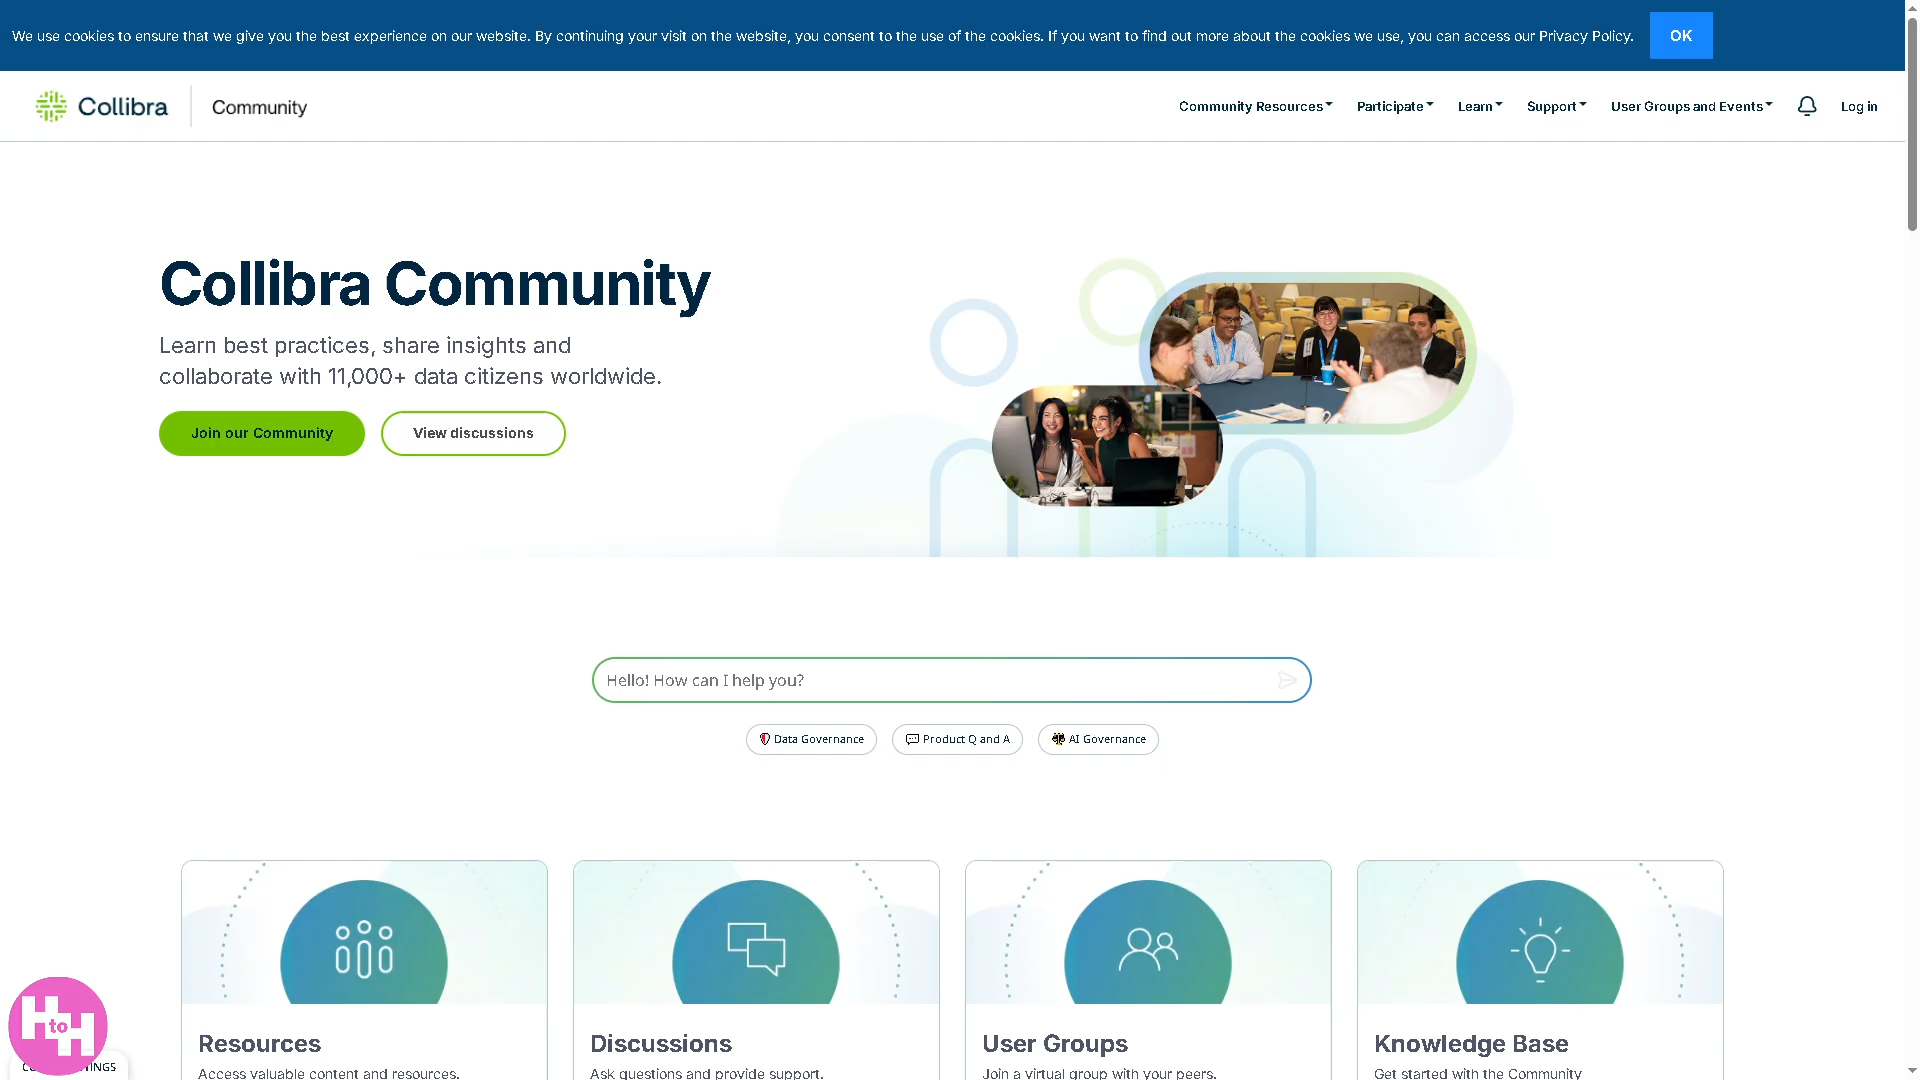 We use cookies to ensure that we give you the best experience on our website. By continuing your visit on the website, you consent to the use of the cookies. If you want to find out more about the cookies we use, you can access our Privacy Policy.
OK
Collibra
Community
Community Resources
Participate
Learn
Support
User Groups and Events
Log in
Collibra Community
Learn best practices, share insights and
collaborate with 11,000+ data citizens worldwide.
Join our Community
View discussions
Hello! How can I help you?
Data Governance
Product Q and A
AI Governance
Resources
Access valuable content and resources.
Discussions
Ask questions and provide support.
User Groups
Join a virtual group with your peers.
Knowledge Base
Get started with the Community
H to H